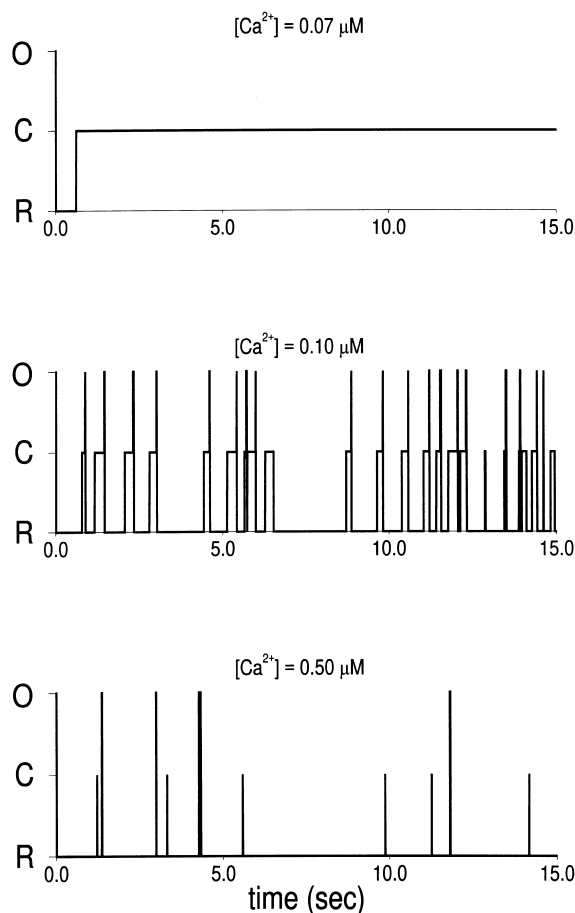 [Ca²⁺] = 0.07 μM
O
C
R
0.0 5.0 10.0 15.0
[Ca²⁺] = 0.10 μM
O
C
R
0.0 5.0 10.0 15.0
[Ca²⁺] = 0.50 μM
O
C
R
0.0 5.0 10.0 15.0
time (sec)